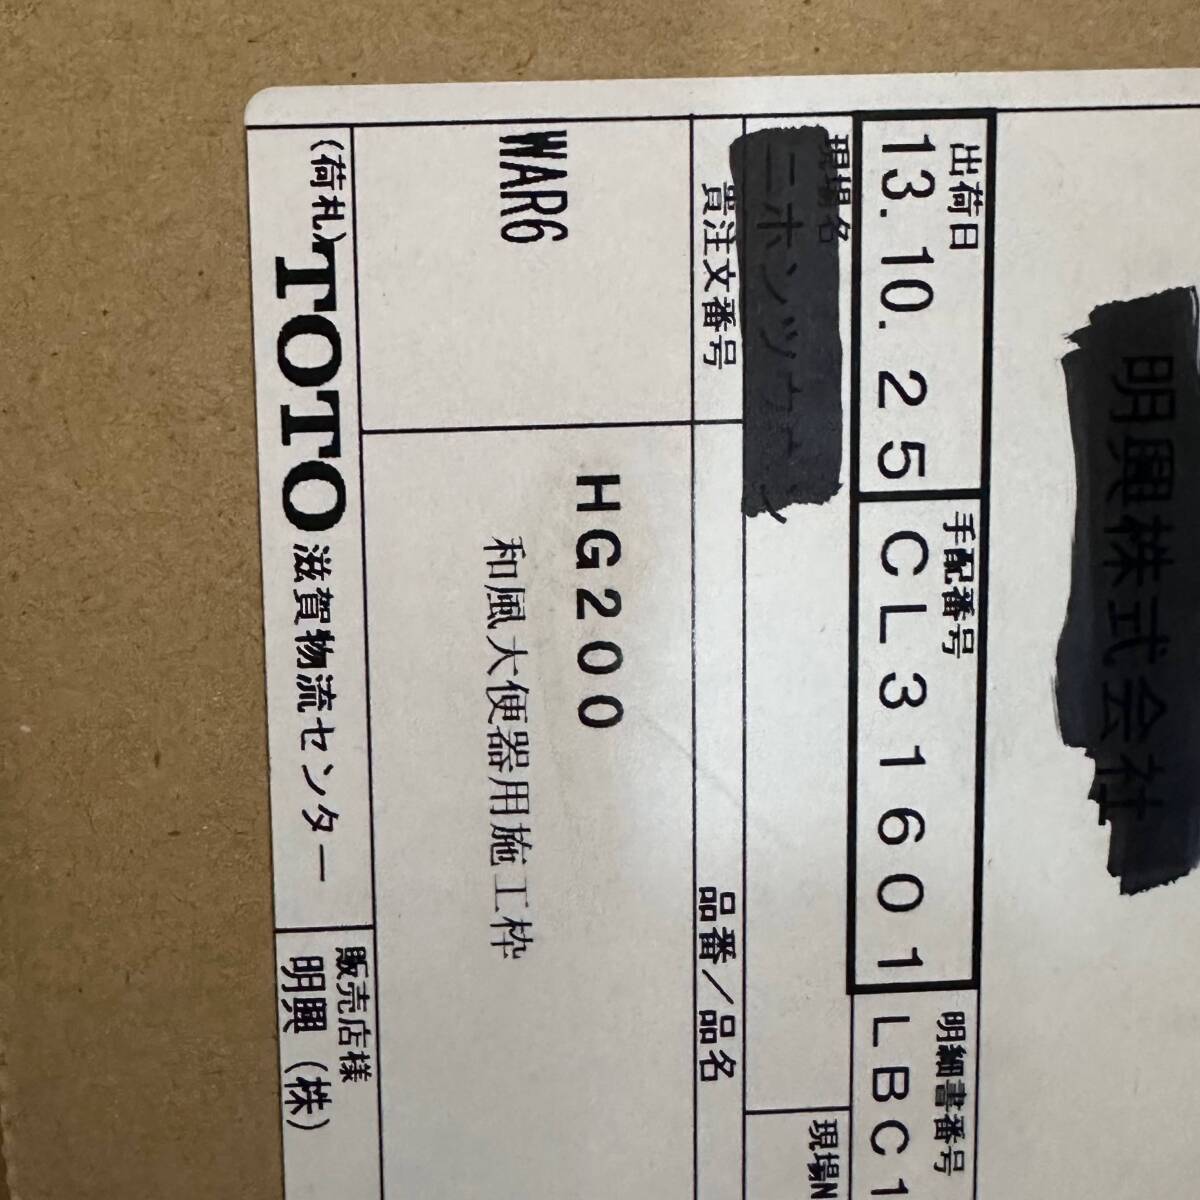 明興株式会社
出荷日 手配番号 明細書番号
13.10.25 CL31601 LBC1
現場名 現場N
ニホンツウ
貴注文番号 品番／品名
HG200
WAR6 和風大便器用施工枠
(荷札) TOTO 滋賀物流センター 販売店様
明興(株)